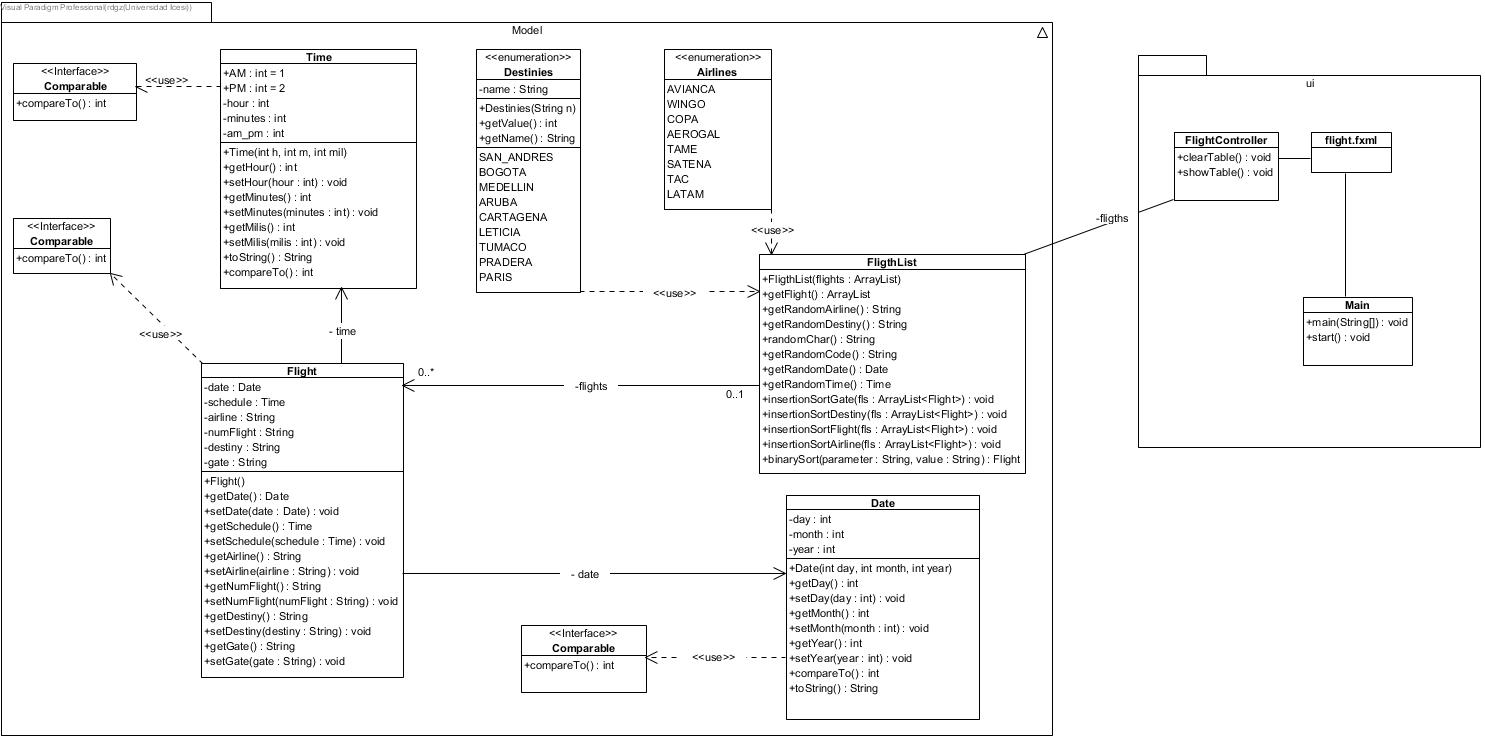 Visual Paradigm Professional(rdgz(Universidad Icesi))
Model
<<Interface>>
Comparable
+compareTo() : int
<<use>>
Time
+AM : int = 1
+PM : int = 2
-hour : int
-minutes : int
-am_pm : int
+Time(int h, int m, int mil)
+getHour() : int
+setHour(hour : int) : void
+getMinutes() : int
+setMinutes(minutes : int) : void
+getMilis() : int
+setMilis(milis : int) : void
+toString() : String
+compareTo() : int
<<enumeration>>
Destinies
-name : String
+Destinies(String n)
+getValue() : int
+getName() : String
SAN_ANDRES
BOGOTA
MEDELLIN
ARUBA
CARTAGENA
LETICIA
TUMACO
PRADERA
PARIS
<<enumeration>>
Airlines
AVIANCA
WINGO
COPA
AEROGAL
TAME
SATENA
TAC
LATAM
<<use>>
<<use>>
<<Interface>>
Comparable
+compareTo() : int
<<use>>
- time
FligthList
+FligthList(flights : ArrayList)
+getFlight() : ArrayList
+getRandomAirline() : String
+getRandomDestiny() : String
+randomChar() : String
+getRandomCode() : String
+getRandomDate() : Date
+getRandomTime() : Time
+insertionSortGate(fls : ArrayList<Flight>) : void
+insertionSortDestiny(fls : ArrayList<Flight>) : void
+insertionSortFlight(fls : ArrayList<Flight>) : void
+insertionSortAirline(fls : ArrayList<Flight>) : void
+binarySort(parameter : String, value : String) : Flight
Flight
-date : Date
-schedule : Time
-airline : String
-numFlight : String
-destiny : String
-gate : String
+Flight()
+getDate() : Date
+setDate(date : Date) : void
+getSchedule() : Time
+setSchedule(schedule : Time) : void
+getAirline() : String
+setAirline(airline : String) : void
+getNumFlight() : String
+setNumFlight(numFlight : String) : void
+getDestiny() : String
+setDestiny(destiny : String) : void
+getGate() : String
+setGate(gate : String) : void
0..*
-flights
0..1
- date
Date
-day : int
-month : int
-year : int
+Date(int day, int month, int year)
+getDay() : int
+setDay(day : int) : void
+getMonth() : int
+setMonth(month : int) : void
+getYear() : int
+setYear(year : int) : void
+compareTo() : int
+toString() : String
<<Interface>>
Comparable
+compareTo() : int
<<use>>
-fligths
ui
FlightController
+clearTable() : void
+showTable() : void
flight.fxml
Main
+main(String[]) : void
+start() : void